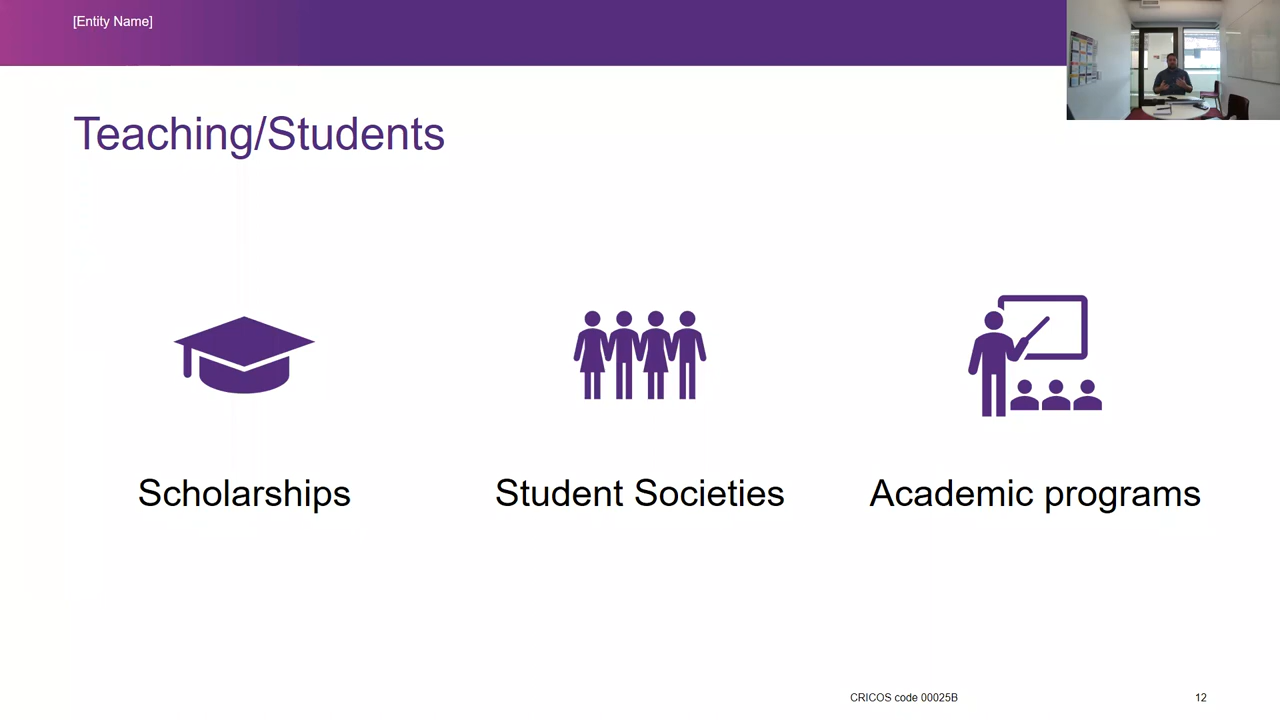 [Entity Name]
Teaching/Students
Scholarships
Student Societies
Academic programs
CRICOS code 00025B
12